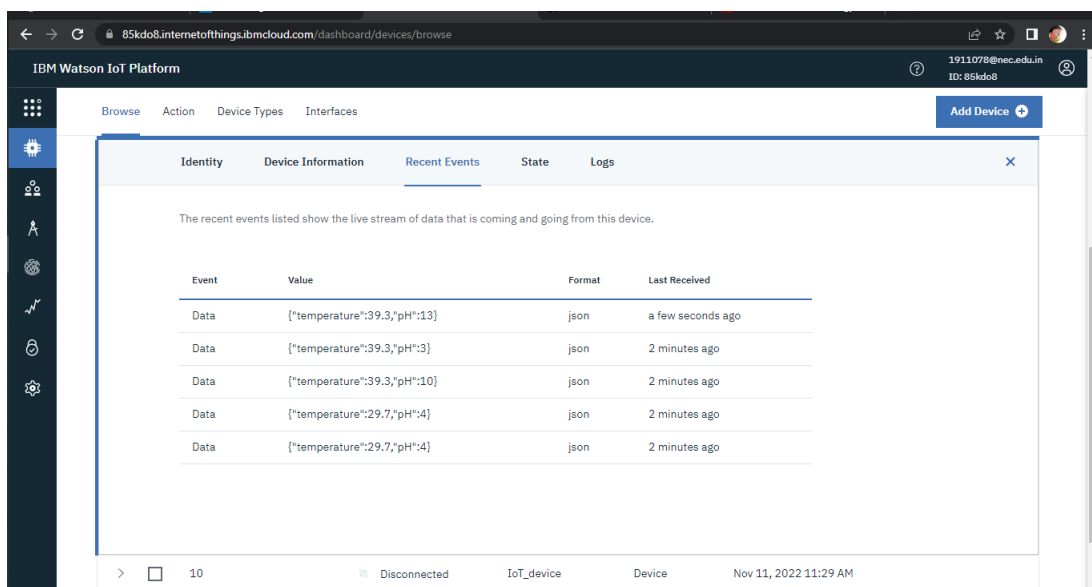 85kdo8.internetofthings.ibmcloud.com/dashboard/devices/browse
IBM Watson IoT Platform
1911078@nec.edu.in
ID: 85kdo8
Browse Action Device Types Interfaces
Add Device
Identity Device Information Recent Events State Logs
The recent events listed show the live stream of data that is coming and going from this device.
Event Value Format Last Received
Data {"temperature":39.3,"pH":13} json a few seconds ago
Data {"temperature":39.3,"pH":3} json 2 minutes ago
Data {"temperature":39.3,"pH":10} json 2 minutes ago
Data {"temperature":29.7,"pH":4} json 2 minutes ago
Data {"temperature":29.7,"pH":4} json 2 minutes ago
10 Disconnected IoT_device Device Nov 11, 2022 11:29 AM